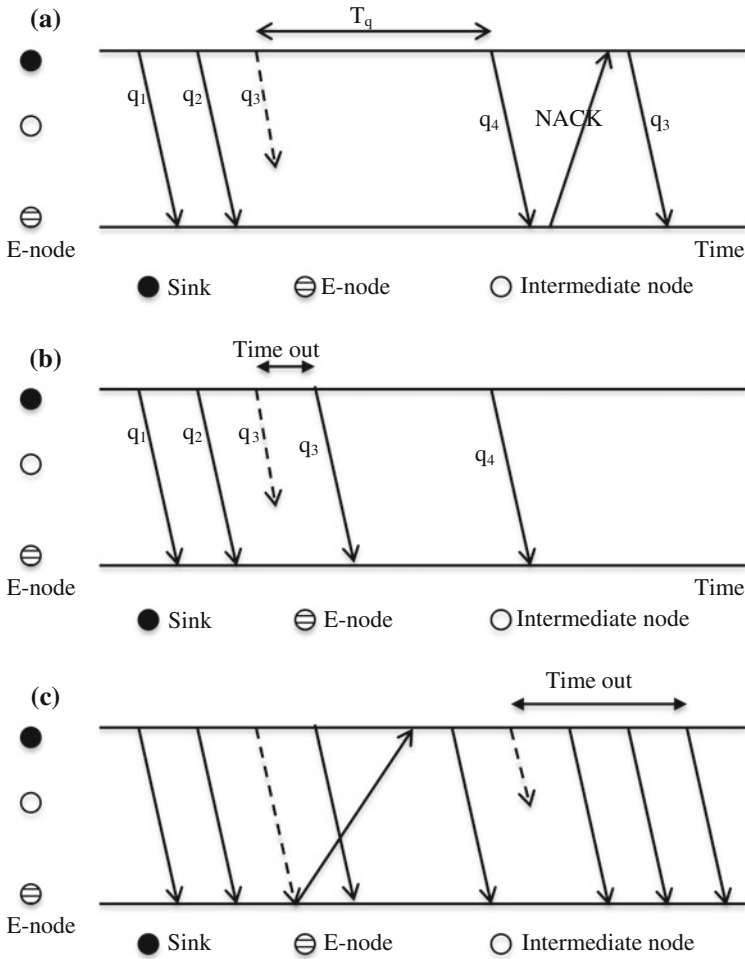 (a)
T_q
q₁ q₂ q₃ q₄ NACK q₃
E-node Time
Sink E-node Intermediate node
(b)
Time out
q₁ q₂ q₃ q₃ q₄
E-node Time
Sink E-node Intermediate node
(c)
Time out
E-node
Sink E-node Intermediate node